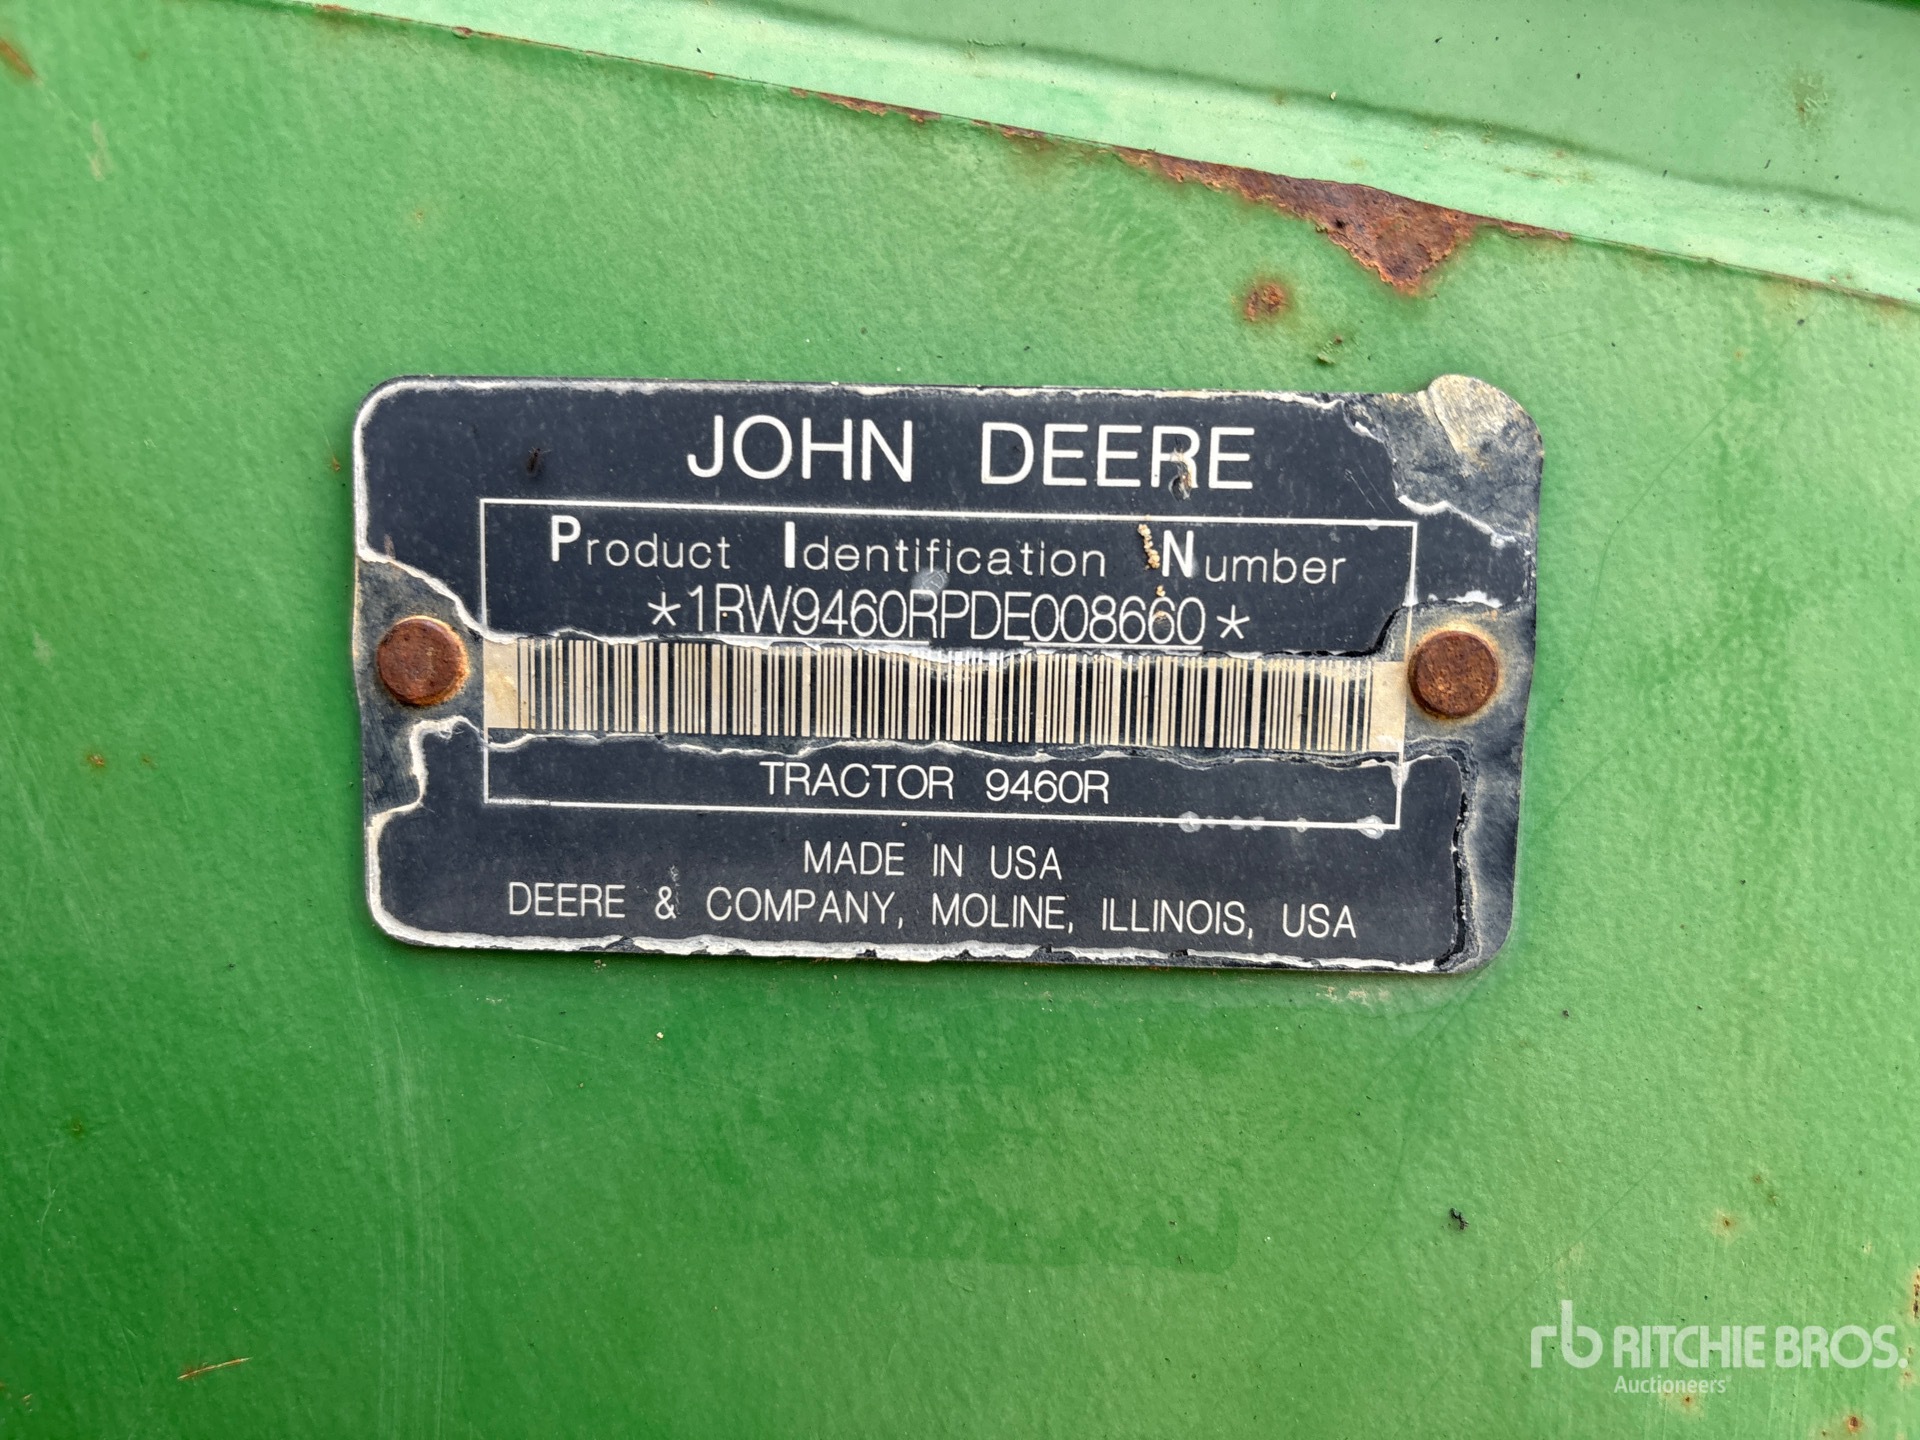 JOHN DEERE
Product Identification Number
*1RW9460RPDE008660*
TRACTOR 9460R
MADE IN USA
DEERE & COMPANY, MOLINE, ILLINOIS, USA
rb RITCHIE BROS.
Auctioneers